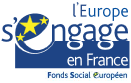 l'Europe
s'engage
en France
Fonds Social Européen